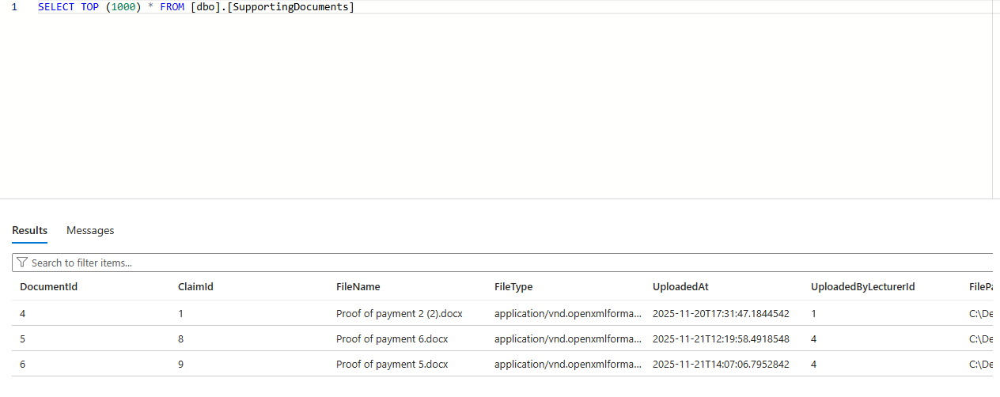 1 SELECT TOP (1000) * FROM [dbo].[SupportingDocuments]
Results Messages
Search to filter items...
DocumentId ClaimId FileName FileType UploadedAt UploadedByLecturerId FilePa
4 1 Proof of payment 2 (2).docx application/vnd.openxmlforma... 2025-11-20T17:31:47.1844542 1 C:\De
5 8 Proof of payment 6.docx application/vnd.openxmlforma... 2025-11-21T12:19:58.4918548 4 C:\De
6 9 Proof of payment 5.docx application/vnd.openxmlforma... 2025-11-21T14:07:06.7952842 4 C:\De